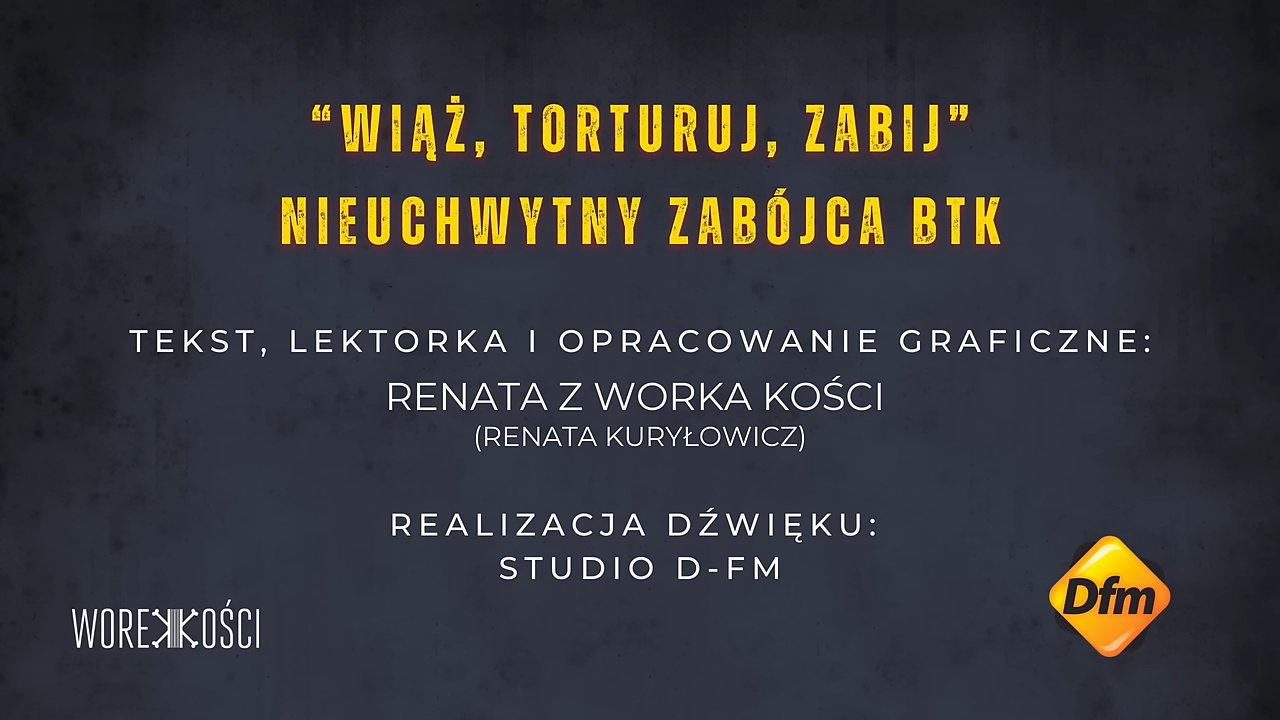 “WIĄŻ, TORTURUJ, ZABIJ”
NIEUCHWYTNY ZABÓJCA BTK
TEKST, LEKTORKA I OPRACOWANIE GRAFICZNE:
RENATA Z WORKA KOŚCI
(RENATA KURYŁOWICZ)
REALIZACJA DŹWIĘKU:
STUDIO D-FM
WOREK KOŚCI
Dfm